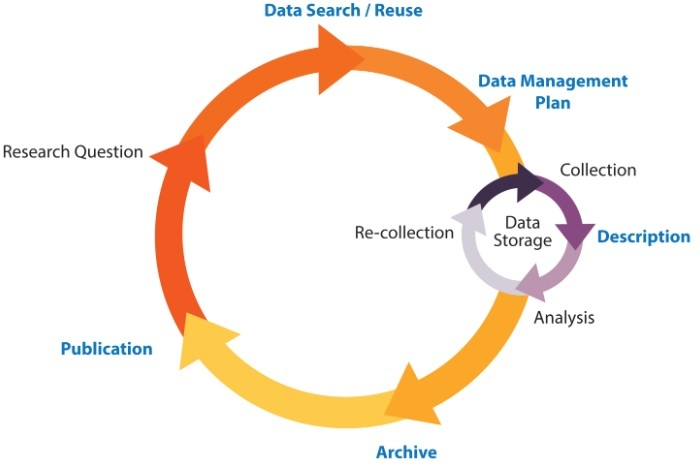 Data Search / Reuse
Data Management
Plan
Research Question
Collection
Re-collection
Data
Storage
Description
Analysis
Publication
Archive